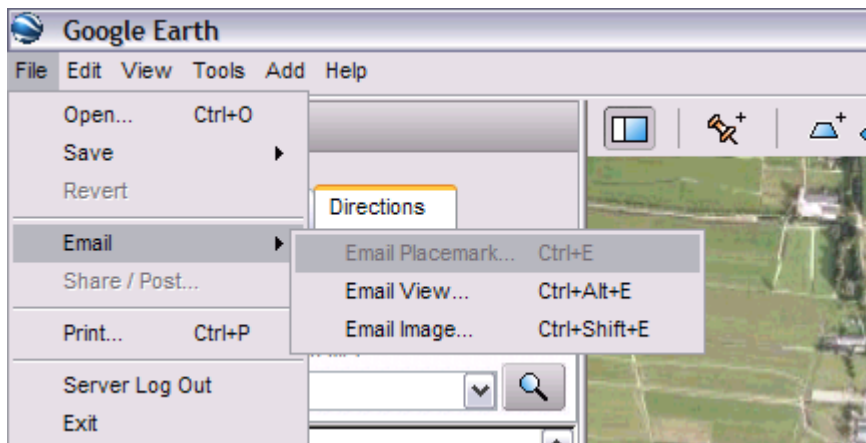 Google Earth
File Edit View Tools Add Help
Open... Ctrl+O
Save
Revert
Directions
Email
Email Placemark... Ctrl+E
Share / Post...
Email View... Ctrl+Alt+E
Print... Ctrl+P
Email Image... Ctrl+Shift+E
Server Log Out
Exit